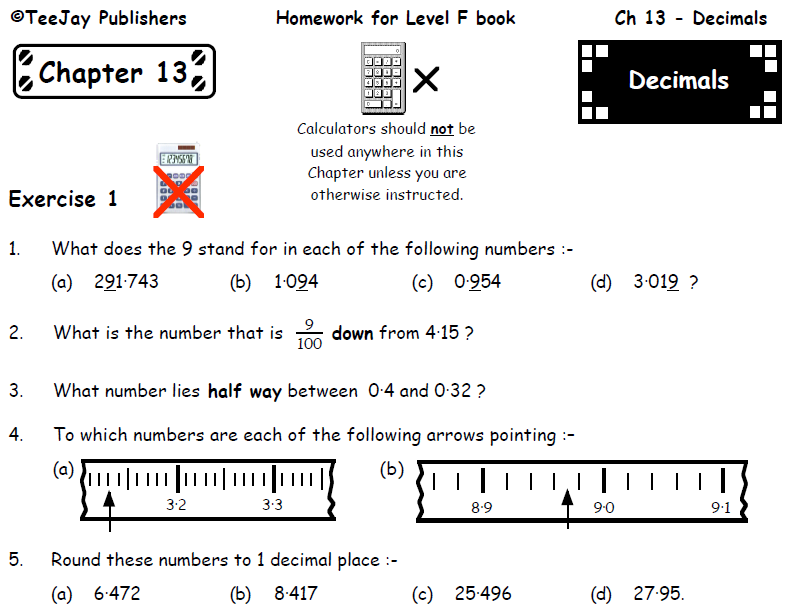 ©TeeJay Publishers Homework for Level F book Ch 13 - Decimals
Chapter 13
Decimals
Calculators should not be
used anywhere in this
Chapter unless you are
otherwise instructed.
Exercise 1
1. What does the 9 stand for in each of the following numbers :-
(a) 291·743 (b) 1·094 (c) 0·954 (d) 3·019 ?
2. What is the number that is 9/100 down from 4·15 ?
3. What number lies half way between 0·4 and 0·32 ?
4. To which numbers are each of the following arrows pointing :-
(a) 3·2 3·3 (b) 8·9 9·0 9·1
5. Round these numbers to 1 decimal place :-
(a) 6·472 (b) 8·417 (c) 25·496 (d) 27·95.